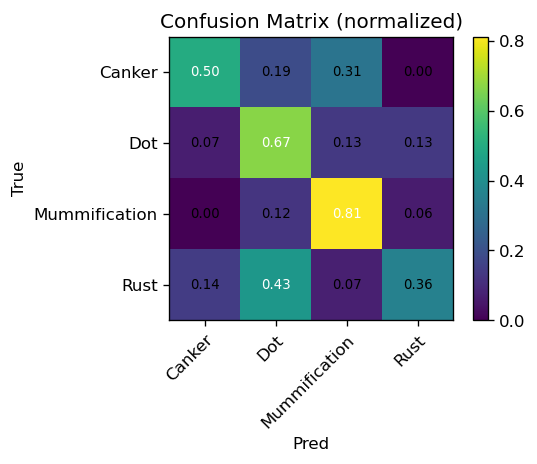 Confusion Matrix (normalized)
True
Canker 0.50 0.19 0.31 0.00
Dot 0.07 0.67 0.13 0.13
Mummification 0.00 0.12 0.81 0.06
Rust 0.14 0.43 0.07 0.36
Canker Dot Mummification Rust
Pred
0.8
0.6
0.4
0.2
0.0